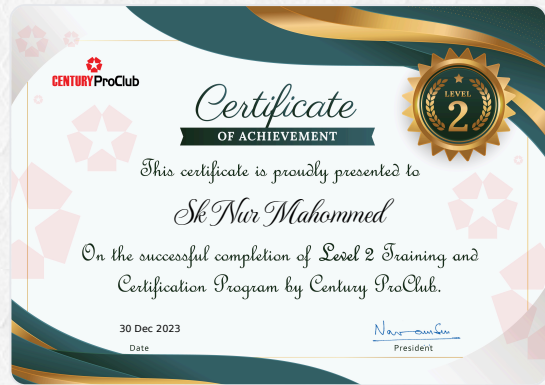 CENTURY ProClub
Certificate
OF ACHIEVEMENT
LEVEL
2
This certificate is proudly presented to
Sk Nur Mahommed
On the successful completion of Level 2 Training and
Certification Program by Century ProClub.
30 Dec 2023
Date
President